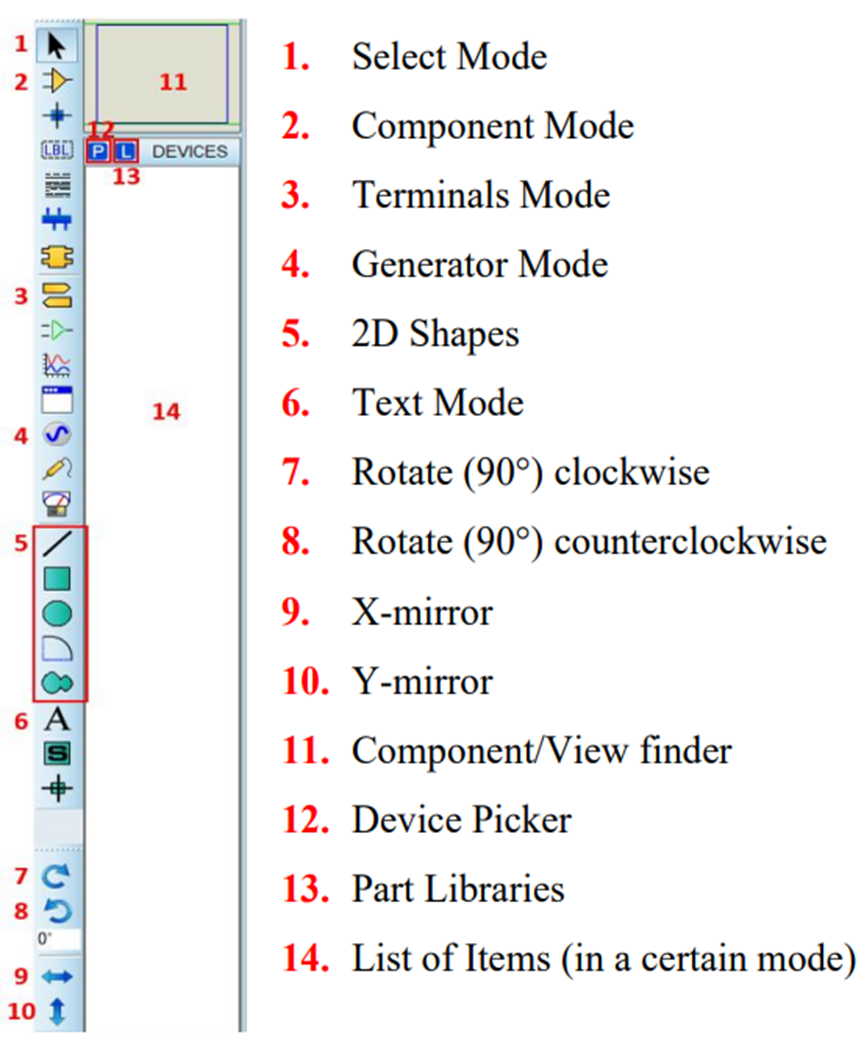 1
2
11
12
LBL
P L DEVICES
13
3
14
4
5
6 A
S
7
8
0°
9
10
1. Select Mode
2. Component Mode
3. Terminals Mode
4. Generator Mode
5. 2D Shapes
6. Text Mode
7. Rotate (90°) clockwise
8. Rotate (90°) counterclockwise
9. X-mirror
10. Y-mirror
11. Component/View finder
12. Device Picker
13. Part Libraries
14. List of Items (in a certain mode)